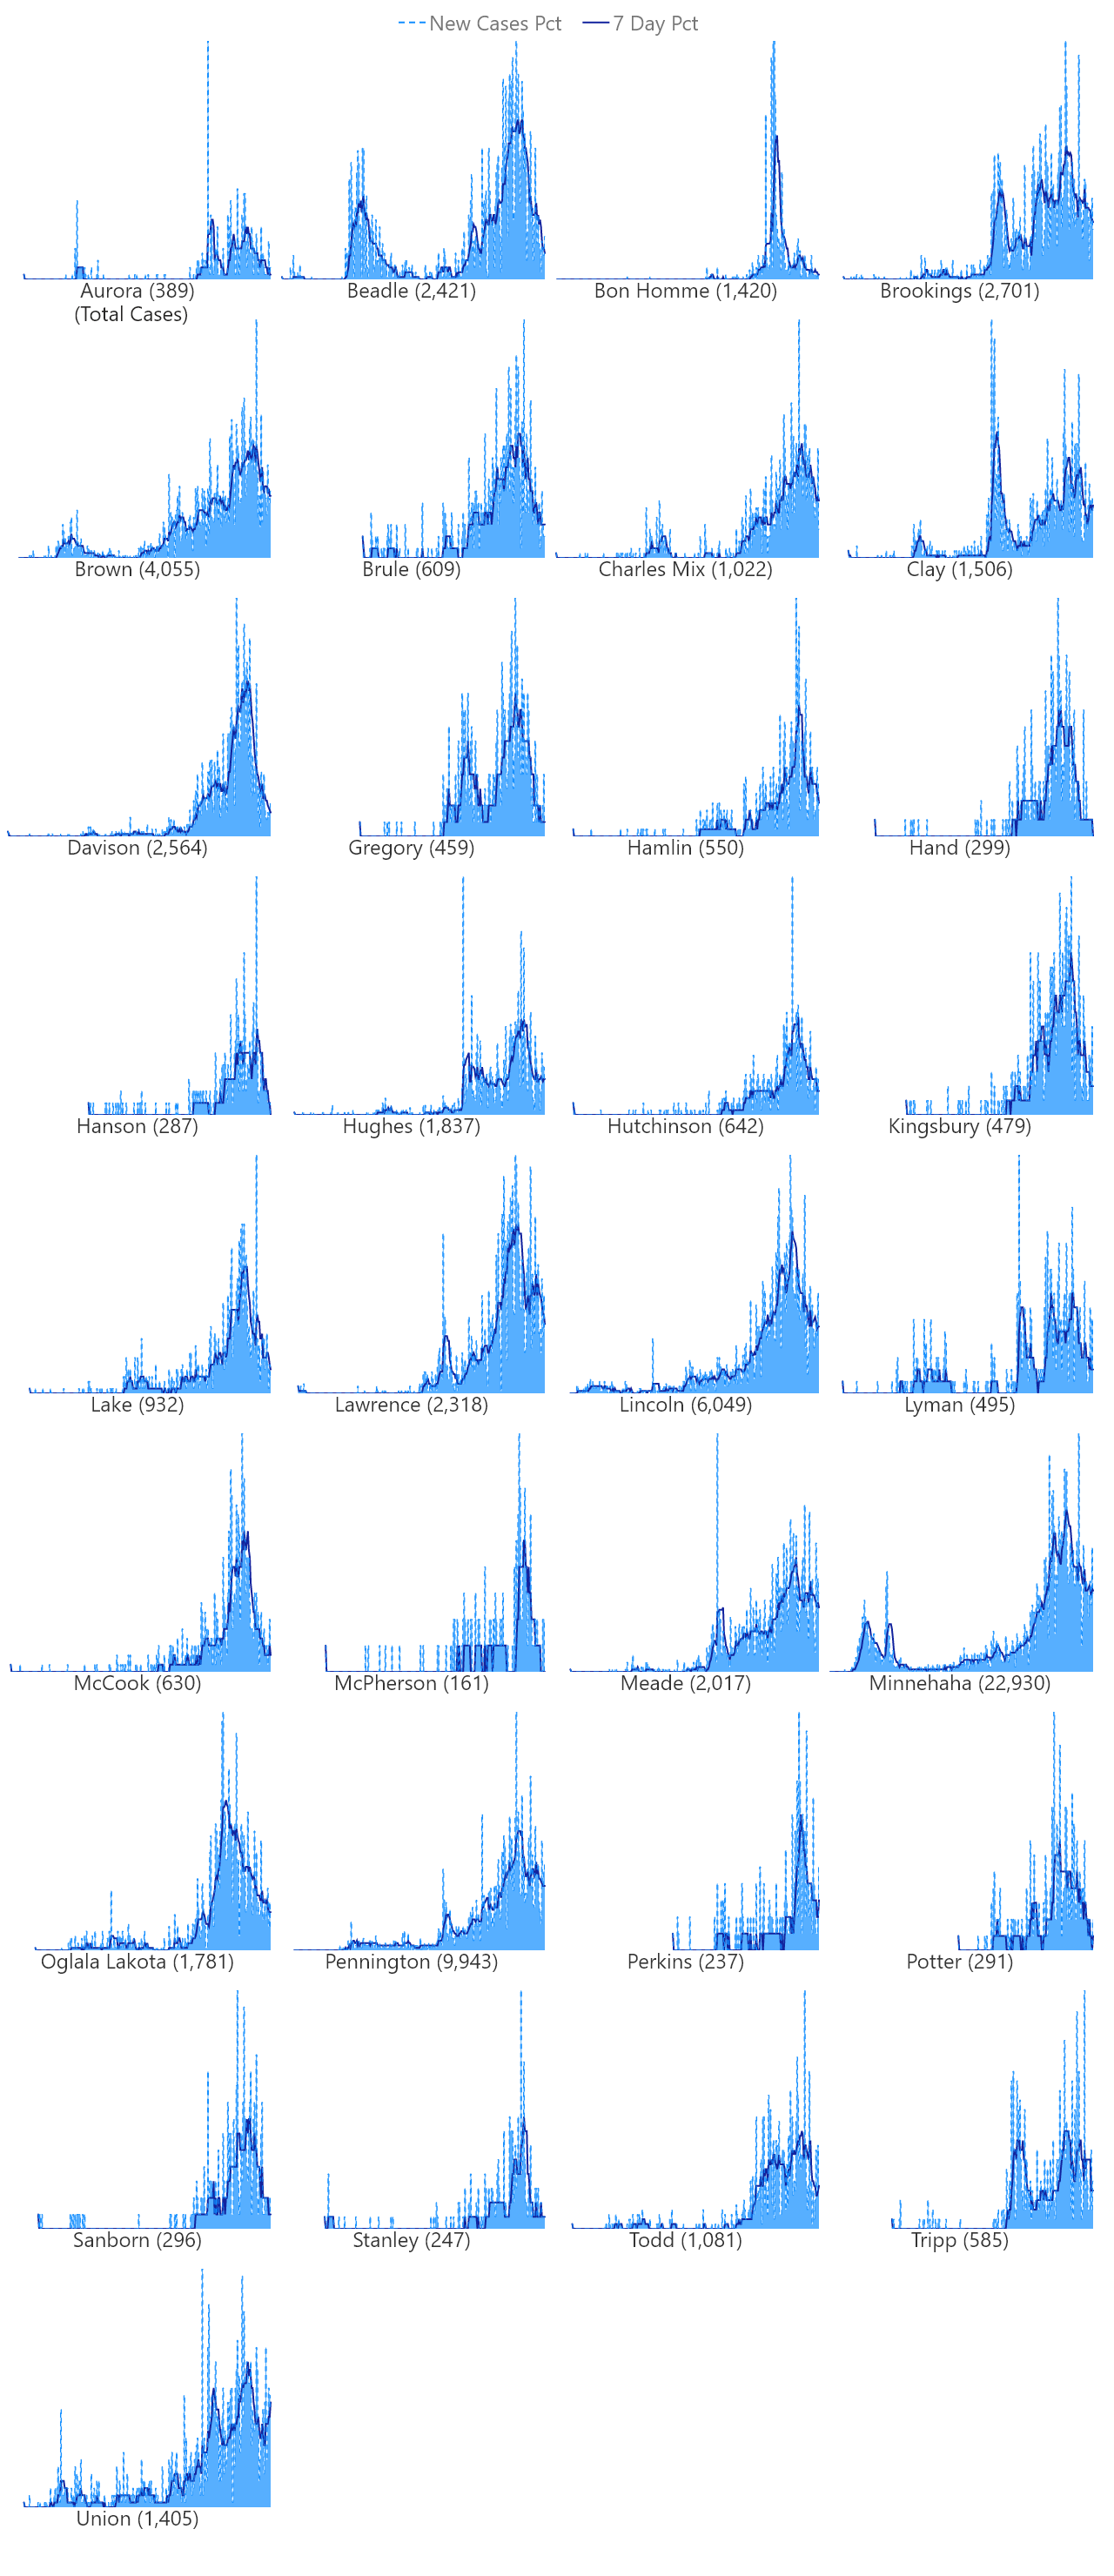 New Cases Pct 7 Day Pct
Aurora (389) Beadle (2,421) Bon Homme (1,420) Brookings (2,701)
(Total Cases)
Brown (4,055) Brule (609) Charles Mix (1,022) Clay (1,506)
Davison (2,564) Gregory (459) Hamlin (550) Hand (299)
Hanson (287) Hughes (1,837) Hutchinson (642) Kingsbury (479)
Lake (932) Lawrence (2,318) Lincoln (6,049) Lyman (495)
McCook (630) McPherson (161) Meade (2,017) Minnehaha (22,930)
Oglala Lakota (1,781) Pennington (9,943) Perkins (237) Potter (291)
Sanborn (296) Stanley (247) Todd (1,081) Tripp (585)
Union (1,405)